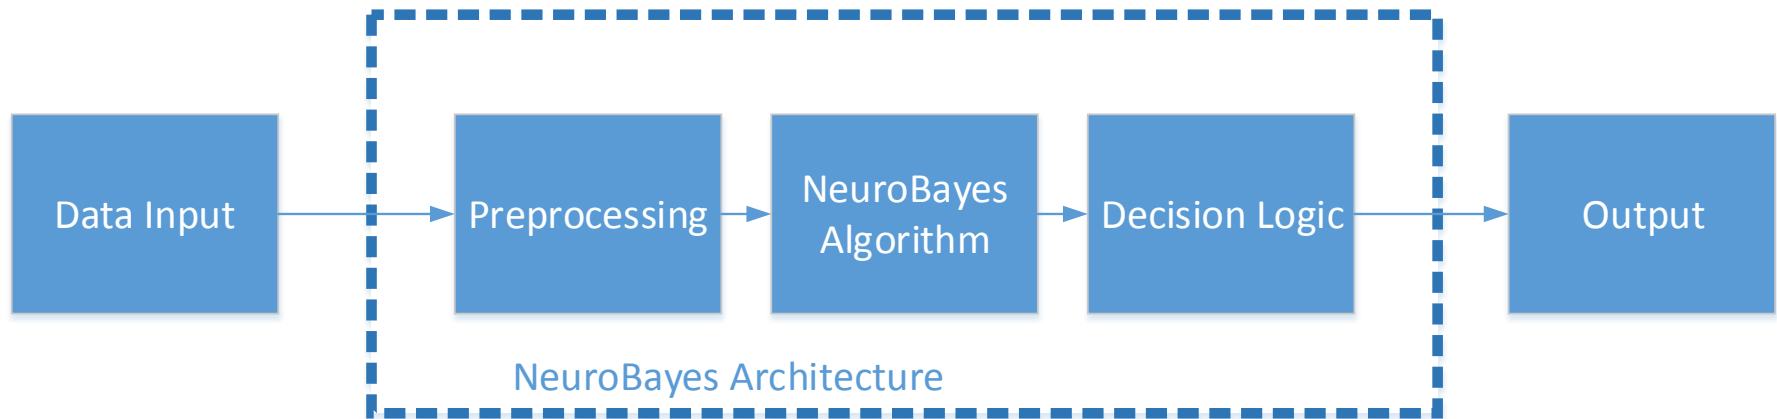 Data Input
Preprocessing
NeuroBayes
Algorithm
Decision Logic
Output
NeuroBayes Architecture